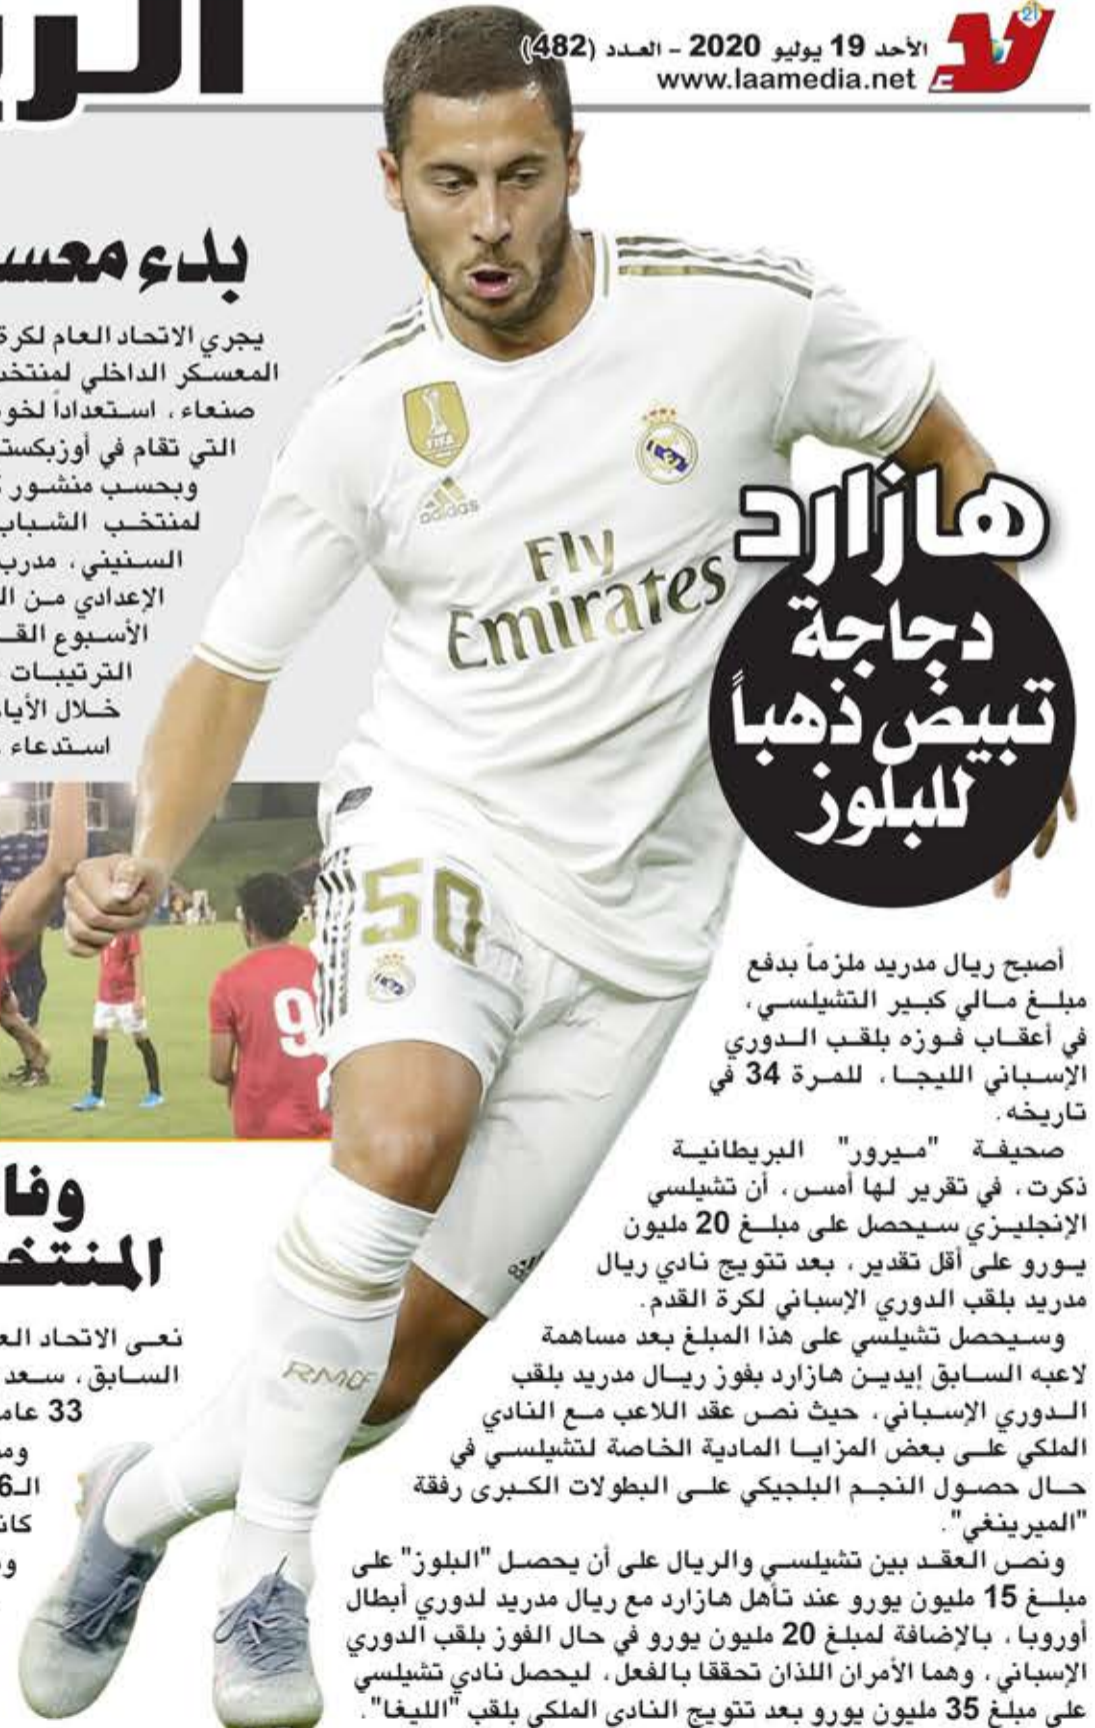 الأحد 19 يوليو 2020 - العدد (482)
www.laamedia.net
لا
21
هازارد
دجاجة
تبيض ذهباً
للبلوز
أصبح ريال مدريد ملزماً بدفع
مبلغ مالي كبير التشيلسي،
في أعقاب فوزه بلقب الدوري
الإسباني الليجا، للمرة 34 في
تاريخه.
صحيفة "ميرور" البريطانية
ذكرت، في تقرير لها أمس، أن تشيلسي
الإنجليزي سيحصل على مبلغ 20 مليون
يورو على أقل تقدير، بعد تتويج نادي ريال
مدريد بلقب الدوري الإسباني لكرة القدم.
وسيحصل تشيلسي على هذا المبلغ بعد مساهمة
لاعبه السابق إيدين هازارد بفوز ريال مدريد بلقب
الدوري الإسباني، حيث نص عقد اللاعب مع النادي
الملكي على بعض المزايا المادية الخاصة لتشيلسي في
حال حصول النجم البلجيكي على البطولات الكبرى رفقة
"الميرينغي".
ونص العقد بين تشيلسي والريال على أن يحصل "البلوز" على
مبلغ 15 مليون يورو عند تأهل هازارد مع ريال مدريد لدوري أبطال
أوروبا، بالإضافة لمبلغ 20 مليون يورو في حال الفوز بلقب الدوري
الإسباني، وهما الأمران اللذان تحققا بالفعل، ليحصل نادي تشيلسي
على مبلغ 35 مليون يورو بعد تتويج النادي الملكي بلقب "الليغا".
FIFA
adidas
Fly
Emirates
50
RMCF
9
بدء
يجري الاتحاد العام لكرة
المعسكر الداخلي
صنعاء، استعداداً
التي تقام في
وبحسب منشور
لمنتخب الشباب
السنيني، مدرب
الإعدادي من
الأسبوع
الترتيبات
خلال
استدعاء
نعى الاتحاد
السابق، سعد
33